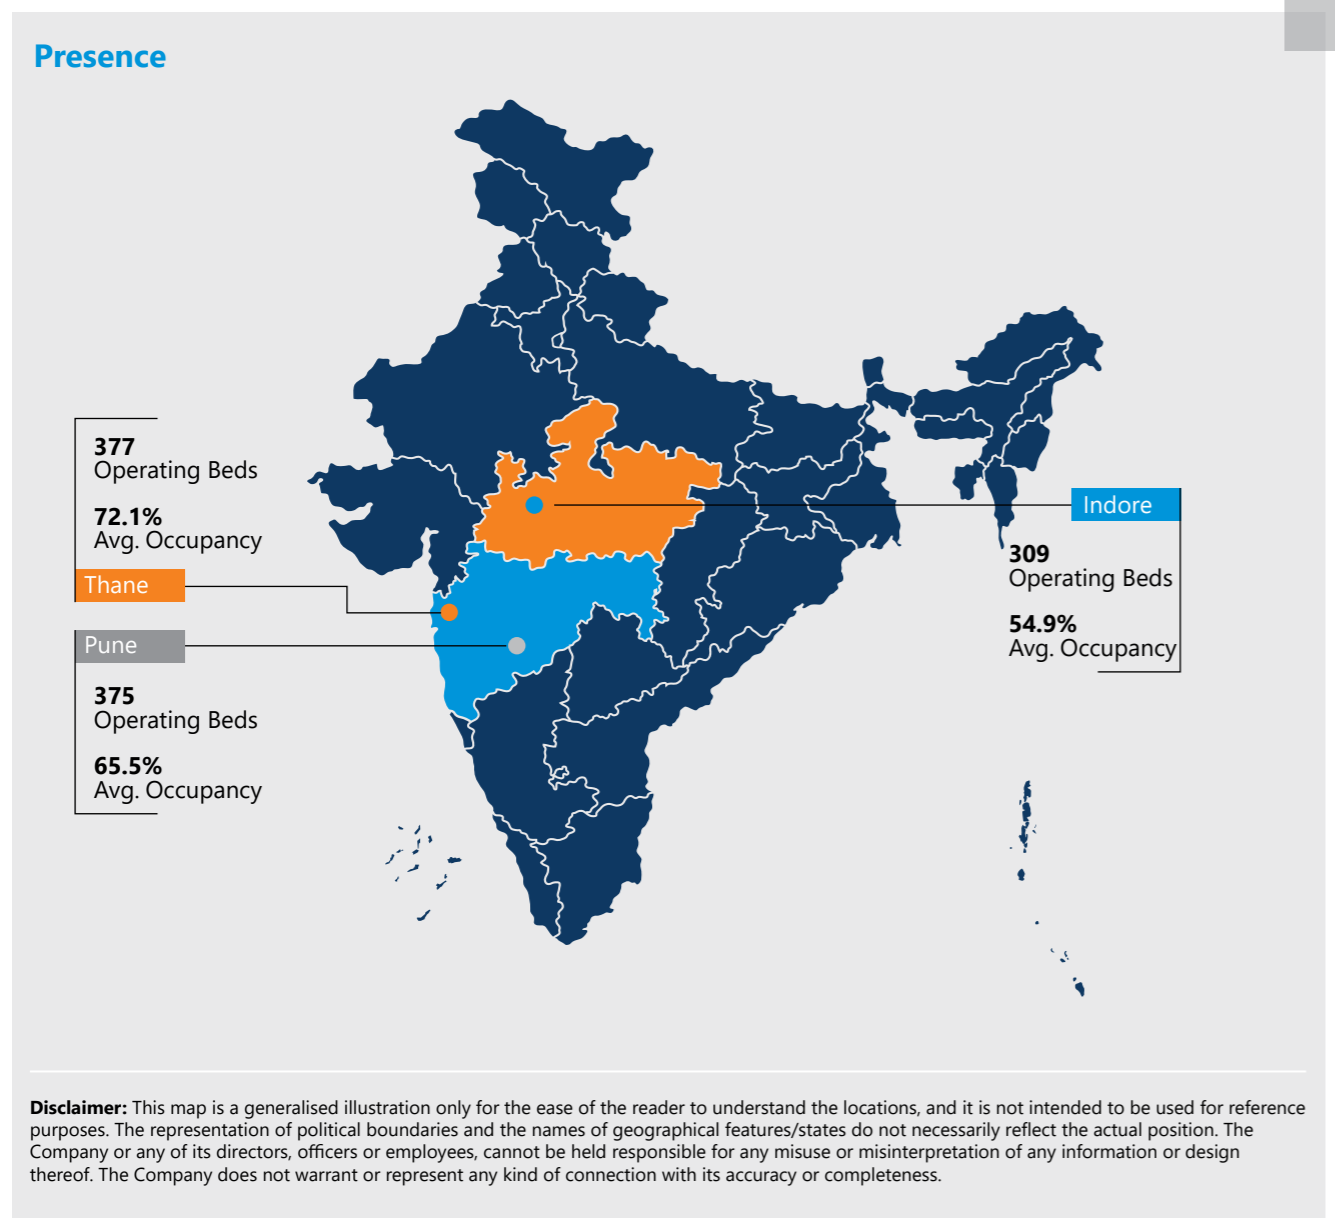 Presence
377
Operating Beds
72.1%
Avg. Occupancy
Thane
Pune
375
Operating Beds
65.5%
Avg. Occupancy
Indore
309
Operating Beds
54.9%
Avg. Occupancy
Disclaimer: This map is a generalised illustration only for the ease of the reader to understand the locations, and it is not intended to be used for reference
purposes. The representation of political boundaries and the names of geographical features/states do not necessarily reflect the actual position. The
Company or any of its directors, officers or employees, cannot be held responsible for any misuse or misinterpretation of any information or design
thereof. The Company does not warrant or represent any kind of connection with its accuracy or completeness.